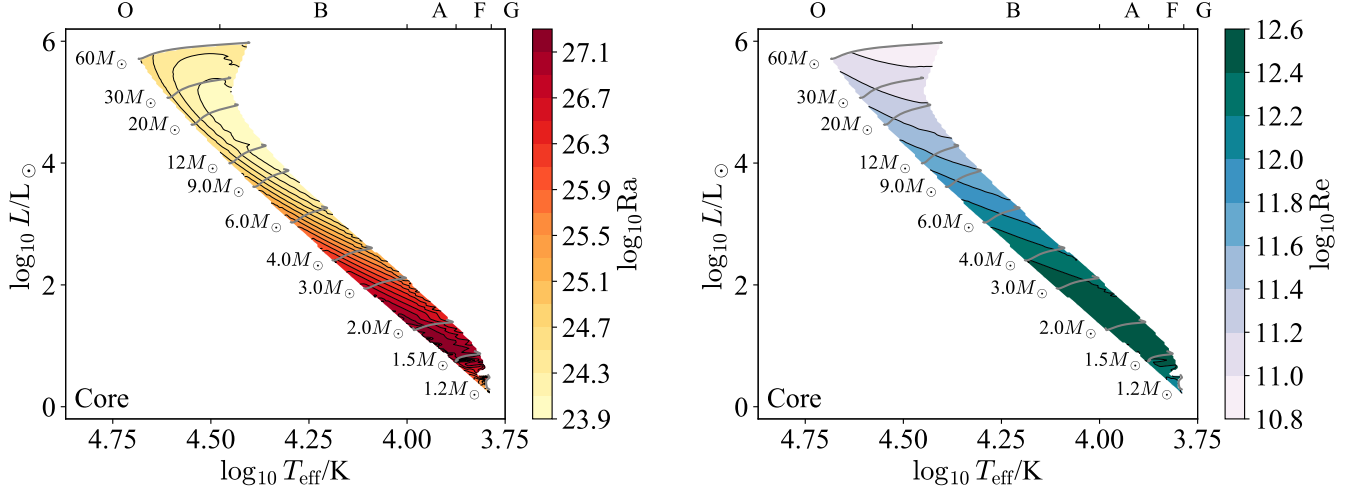 O B A F G
6
4
2
0
log₁₀ L/L⊙
60M⊙
30M⊙
20M⊙
12M⊙
9.0M⊙
6.0M⊙
4.0M⊙
3.0M⊙
2.0M⊙
1.5M⊙
1.2M⊙
Core
4.75 4.50 4.25 4.00 3.75
log₁₀ T_eff/K
27.1
26.7
26.3
25.9
25.5
25.1
24.7
24.3
23.9
log₁₀Ra
O B A F G
6
4
2
0
log₁₀ L/L⊙
60M⊙
30M⊙
20M⊙
12M⊙
9.0M⊙
6.0M⊙
4.0M⊙
3.0M⊙
2.0M⊙
1.5M⊙
1.2M⊙
Core
4.75 4.50 4.25 4.00 3.75
log₁₀ T_eff/K
12.6
12.4
12.2
12.0
11.8
11.6
11.4
11.2
11.0
10.8
log₁₀Re